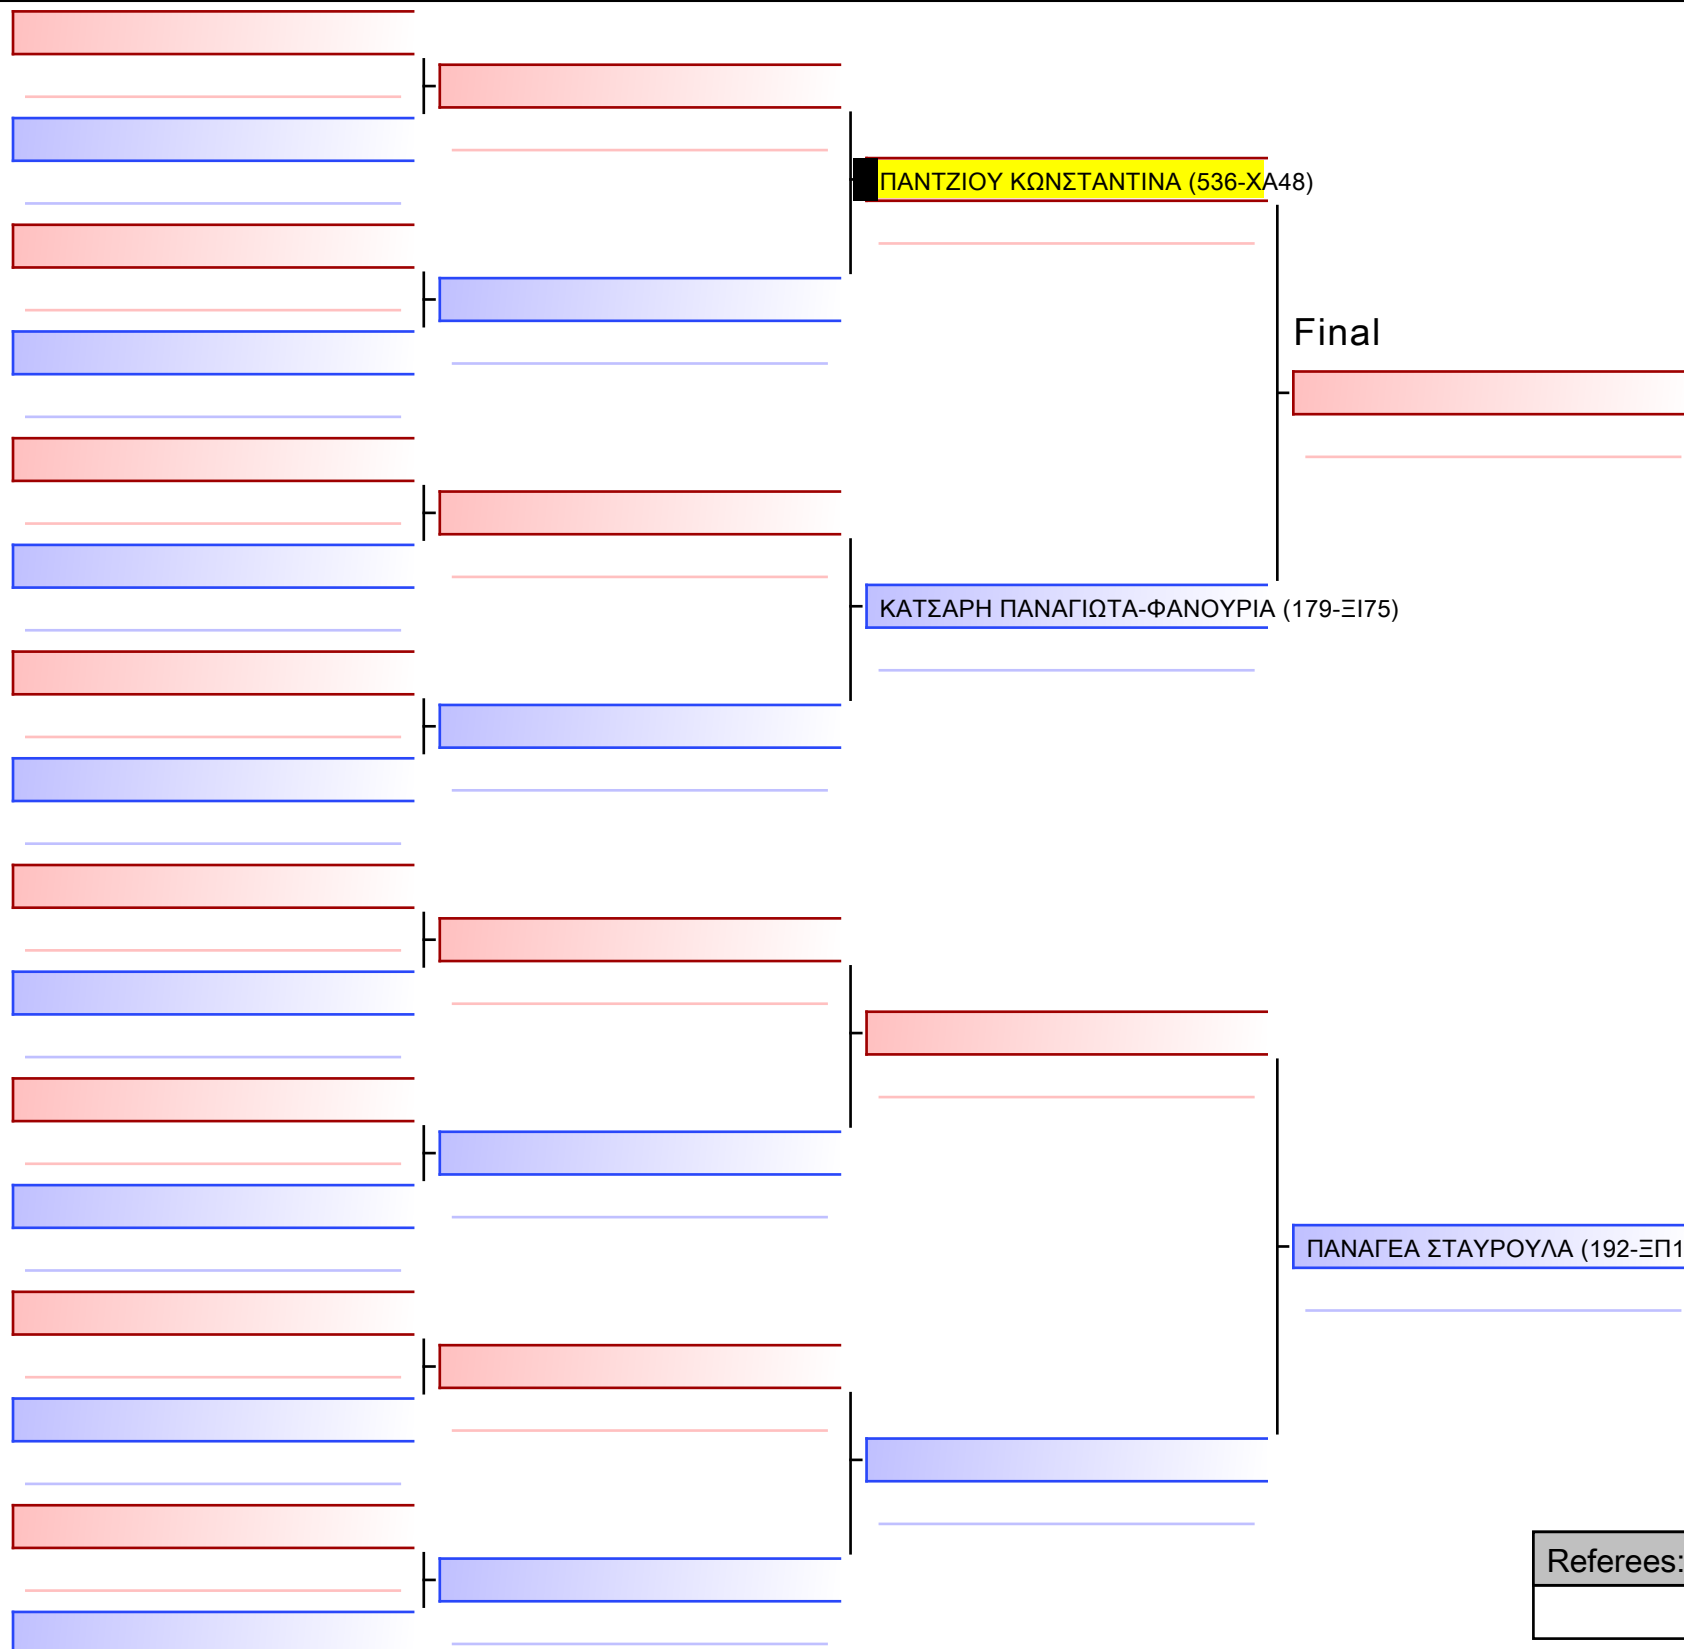 ΠΑΝΤΖΙΟΥ ΚΩΝΣΤΑΝΤΙΝΑ (536-ΧΑ48)
Final
ΚΑΤΣΑΡΗ ΠΑΝΑΓΙΩΤΑ-ΦΑΝΟΥΡΙΑ (179-ΞΙ75)
ΠΑΝΑΓΕΑ ΣΤΑΥΡΟΥΛΑ (192-ΞΠ1
Referees: